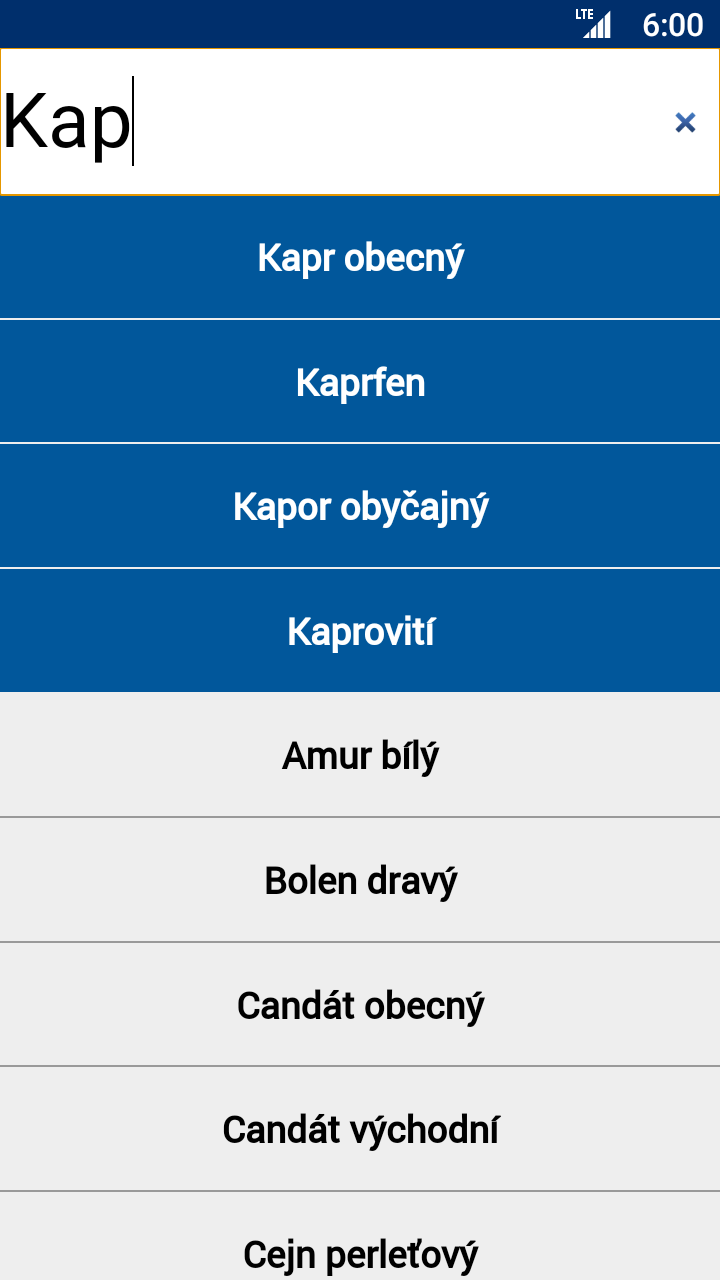 LTE 6:00
Kap
Kapr obecný
Kaprfen
Kapor obyčajný
Kaprovití
Amur bílý
Bolen dravý
Candát obecný
Candát východní
Cejn perleťový